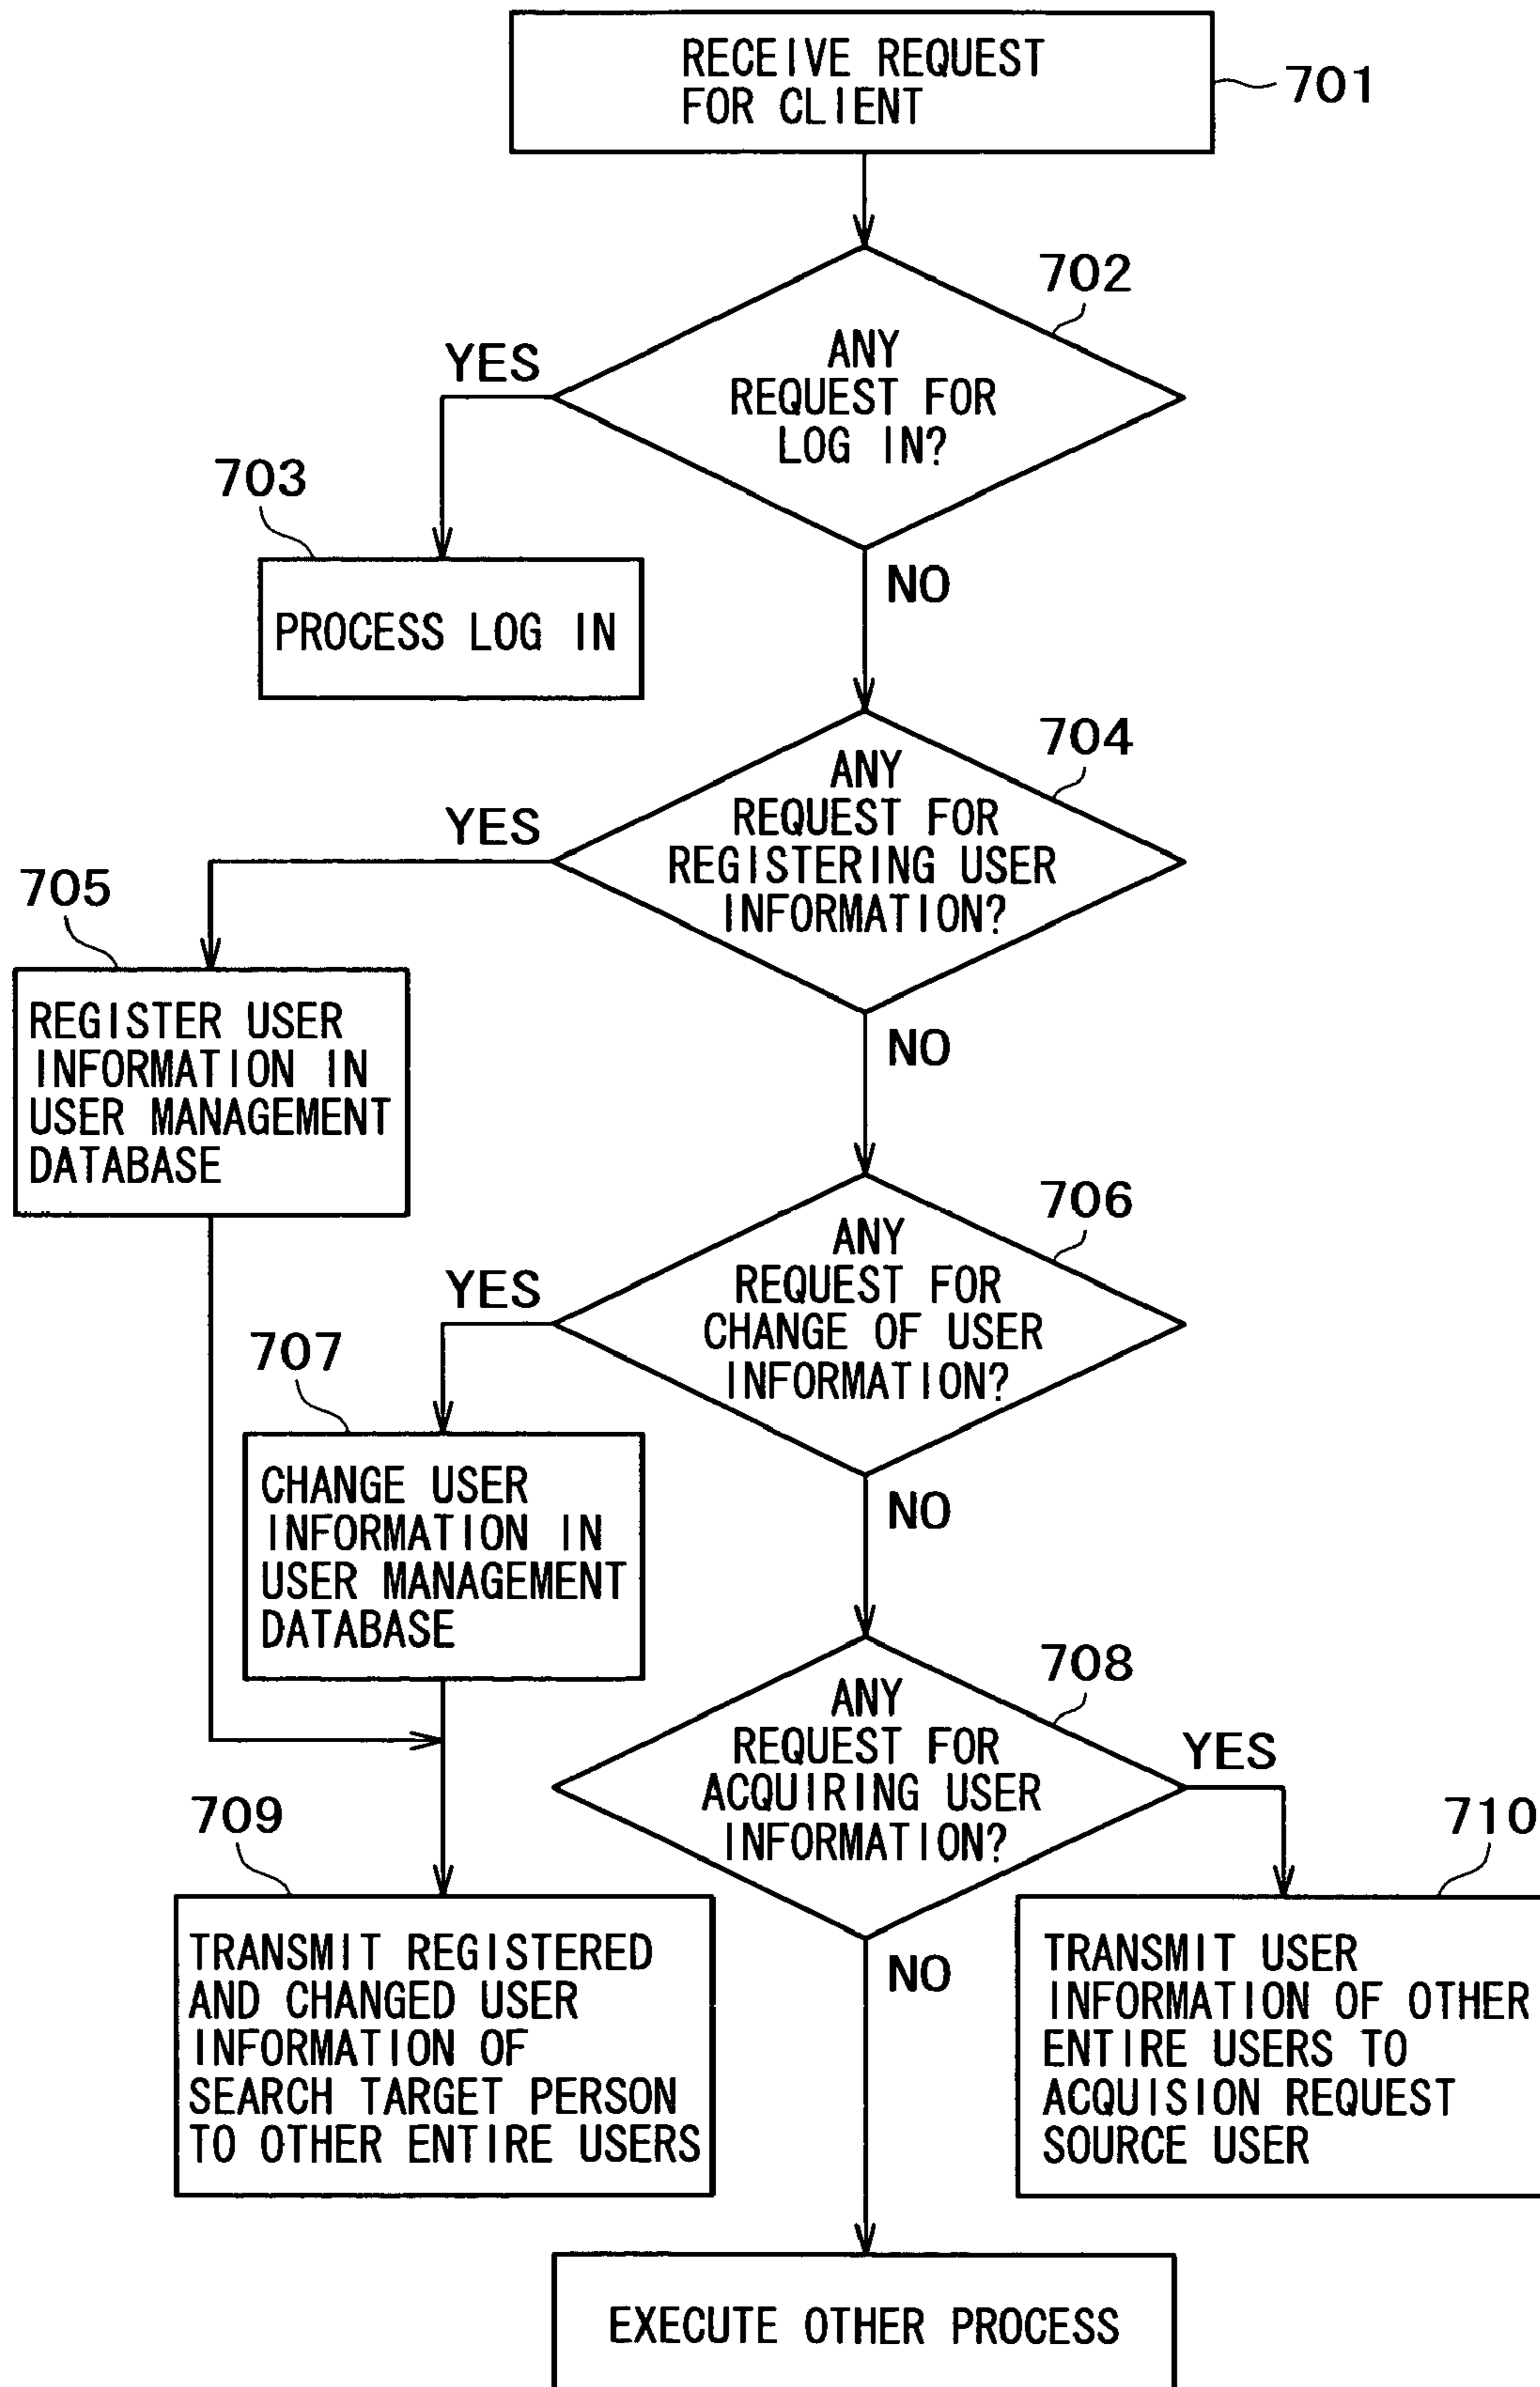 RECEIVE REQUEST
FOR CLIENT
701
702
ANY
REQUEST FOR
LOG IN?
YES
703
PROCESS LOG IN
NO
704
ANY
REQUEST FOR
REGISTERING USER
INFORMATION?
YES
705
REGISTER USER
INFORMATION IN
USER MANAGEMENT
DATABASE
NO
706
ANY
REQUEST FOR
CHANGE OF USER
INFORMATION?
YES
707
CHANGE USER
INFORMATION IN
USER MANAGEMENT
DATABASE
NO
708
ANY
REQUEST FOR
ACQUIRING USER
INFORMATION?
YES
709
TRANSMIT REGISTERED
AND CHANGED USER
INFORMATION OF
SEARCH TARGET PERSON
TO OTHER ENTIRE USERS
NO
710
TRANSMIT USER
INFORMATION OF OTHER
ENTIRE USERS TO
ACQUISION REQUEST
SOURCE USER
EXECUTE OTHER PROCESS